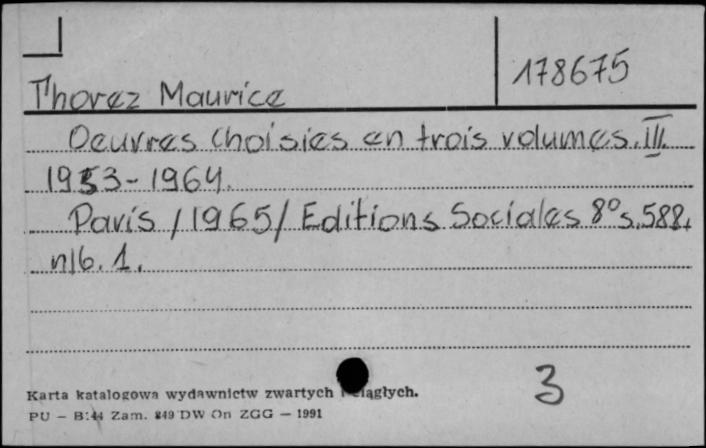 178675
Thorez Maurice
Oeuvres choisies en trois volumes. III.
1953-1964.
Paris /1965/ Editions Sociales 8° s. 588,
nlb. 1.
3
Karta katalogowa wydawnictw zwartych i ciągłych.
PU – B/44 Zam. 849 DW On ZGG – 1991